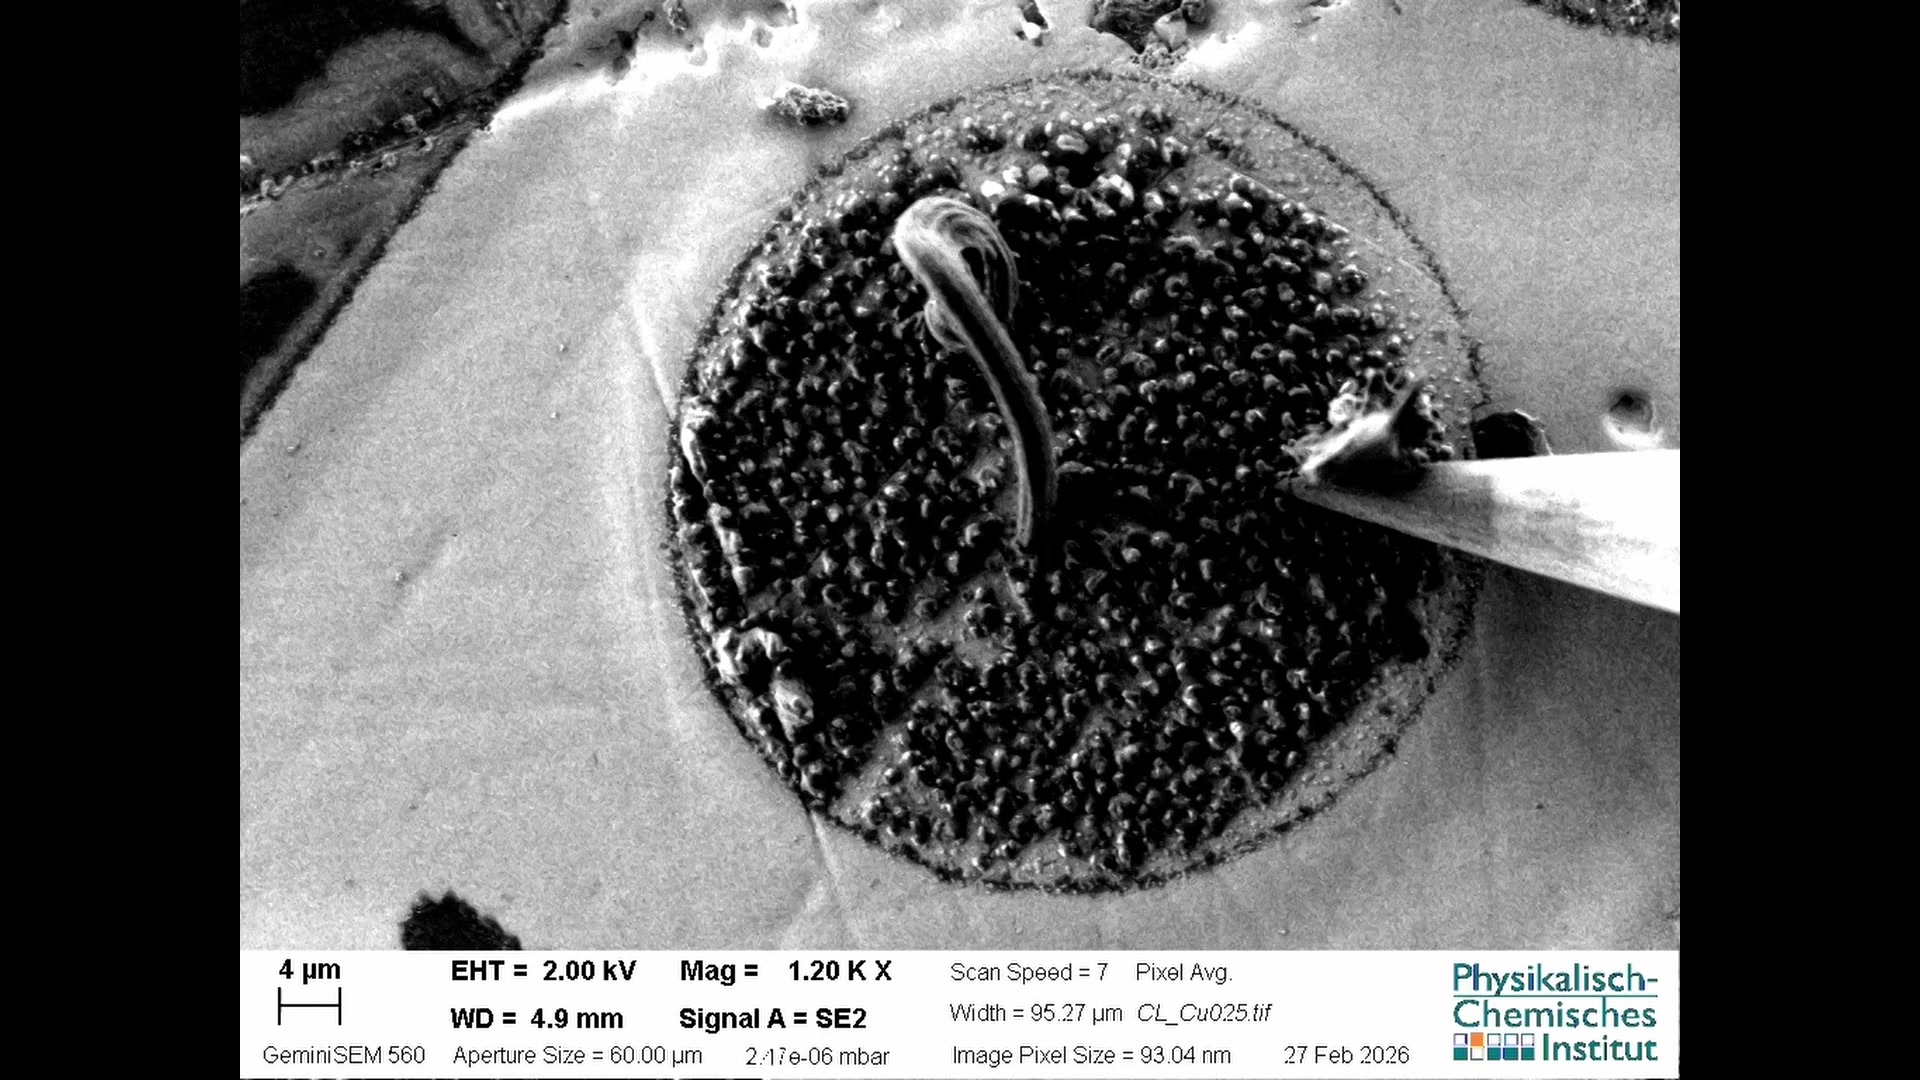 4 µm
EHT = 2.00 kV
Mag = 1.20 K X
Scan Speed = 7 Pixel Avg.
WD = 4.9 mm
Signal A = SE2
Width = 95.27 µm CL_Cu025.tif
GeminiSEM 560
Aperture Size = 60.00 µm
mbar
Image Pixel Size = 93.04 nm
27 Feb 2026
Physikalisch-
Chemisches
Institut